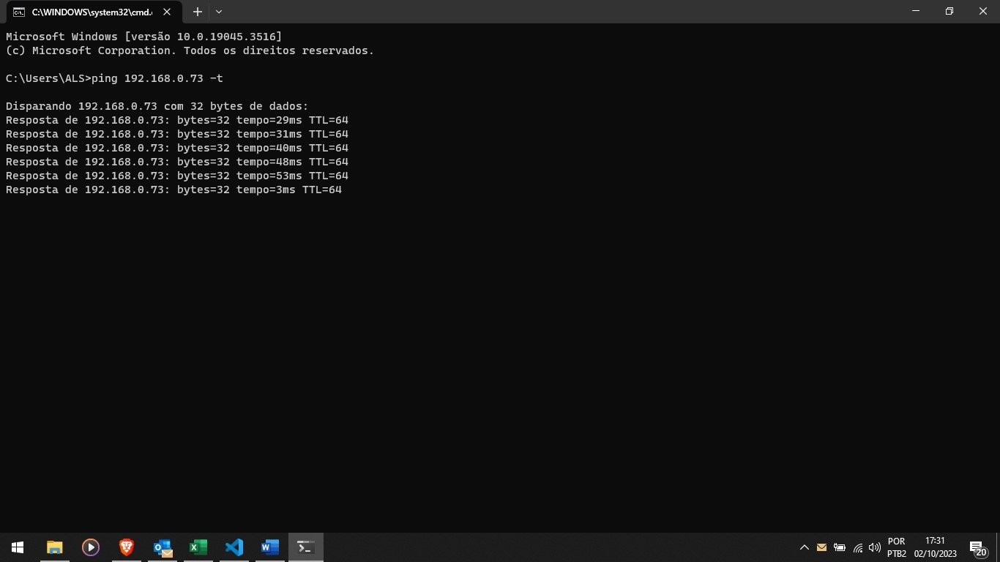 C:\WINDOWS\system32\cmd.
Microsoft Windows [versão 10.0.19045.3516]
(c) Microsoft Corporation. Todos os direitos reservados.
C:\Users\ALS>ping 192.168.0.73 -t
Disparando 192.168.0.73 com 32 bytes de dados:
Resposta de 192.168.0.73: bytes=32 tempo=29ms TTL=64
Resposta de 192.168.0.73: bytes=32 tempo=31ms TTL=64
Resposta de 192.168.0.73: bytes=32 tempo=40ms TTL=64
Resposta de 192.168.0.73: bytes=32 tempo=48ms TTL=64
Resposta de 192.168.0.73: bytes=32 tempo=53ms TTL=64
Resposta de 192.168.0.73: bytes=32 tempo=3ms TTL=64
POR 17:31
PTB2 02/10/2023 20